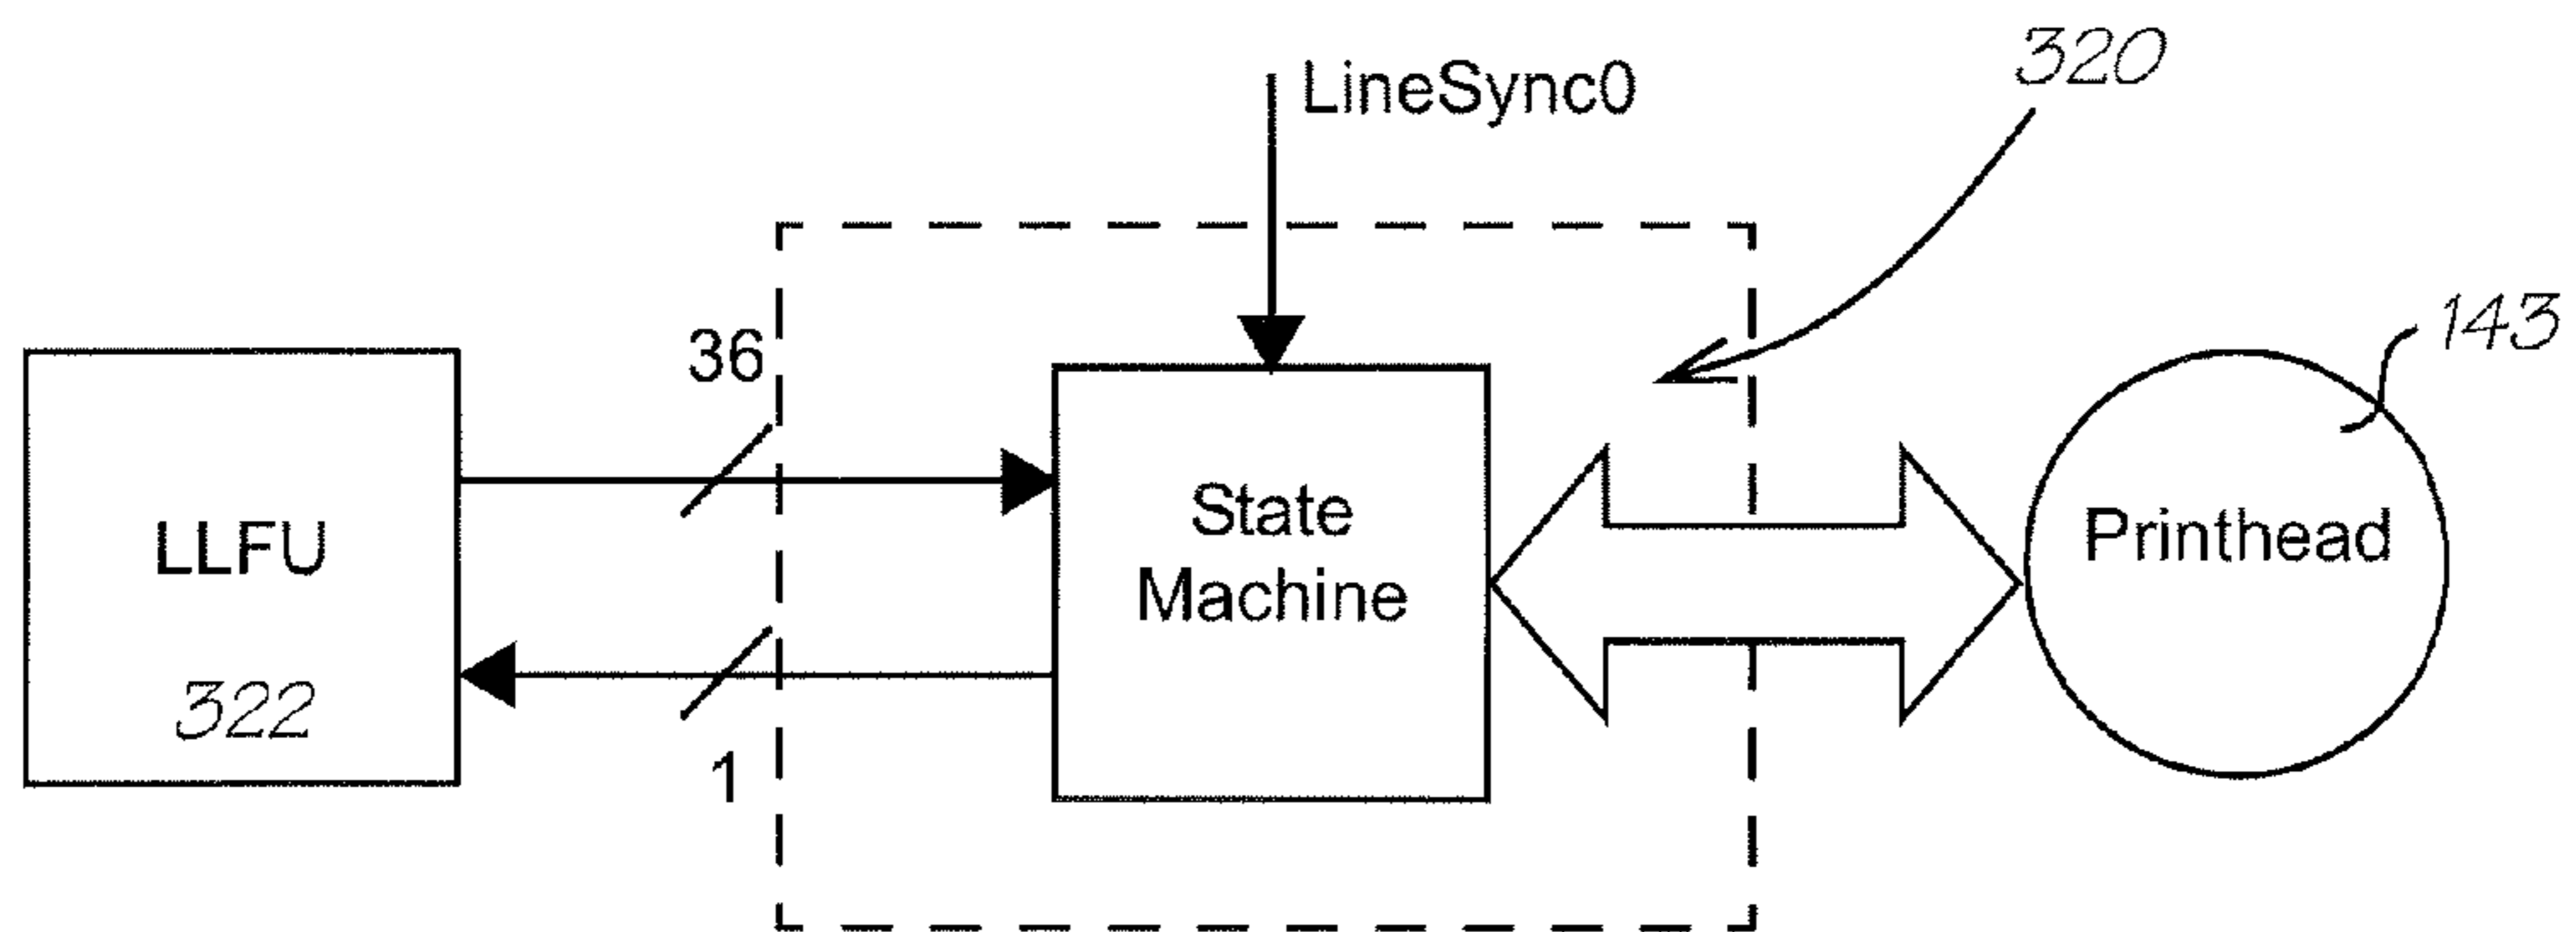 LineSync0
320
36
143
LLFU
322
State
Machine
Printhead
1